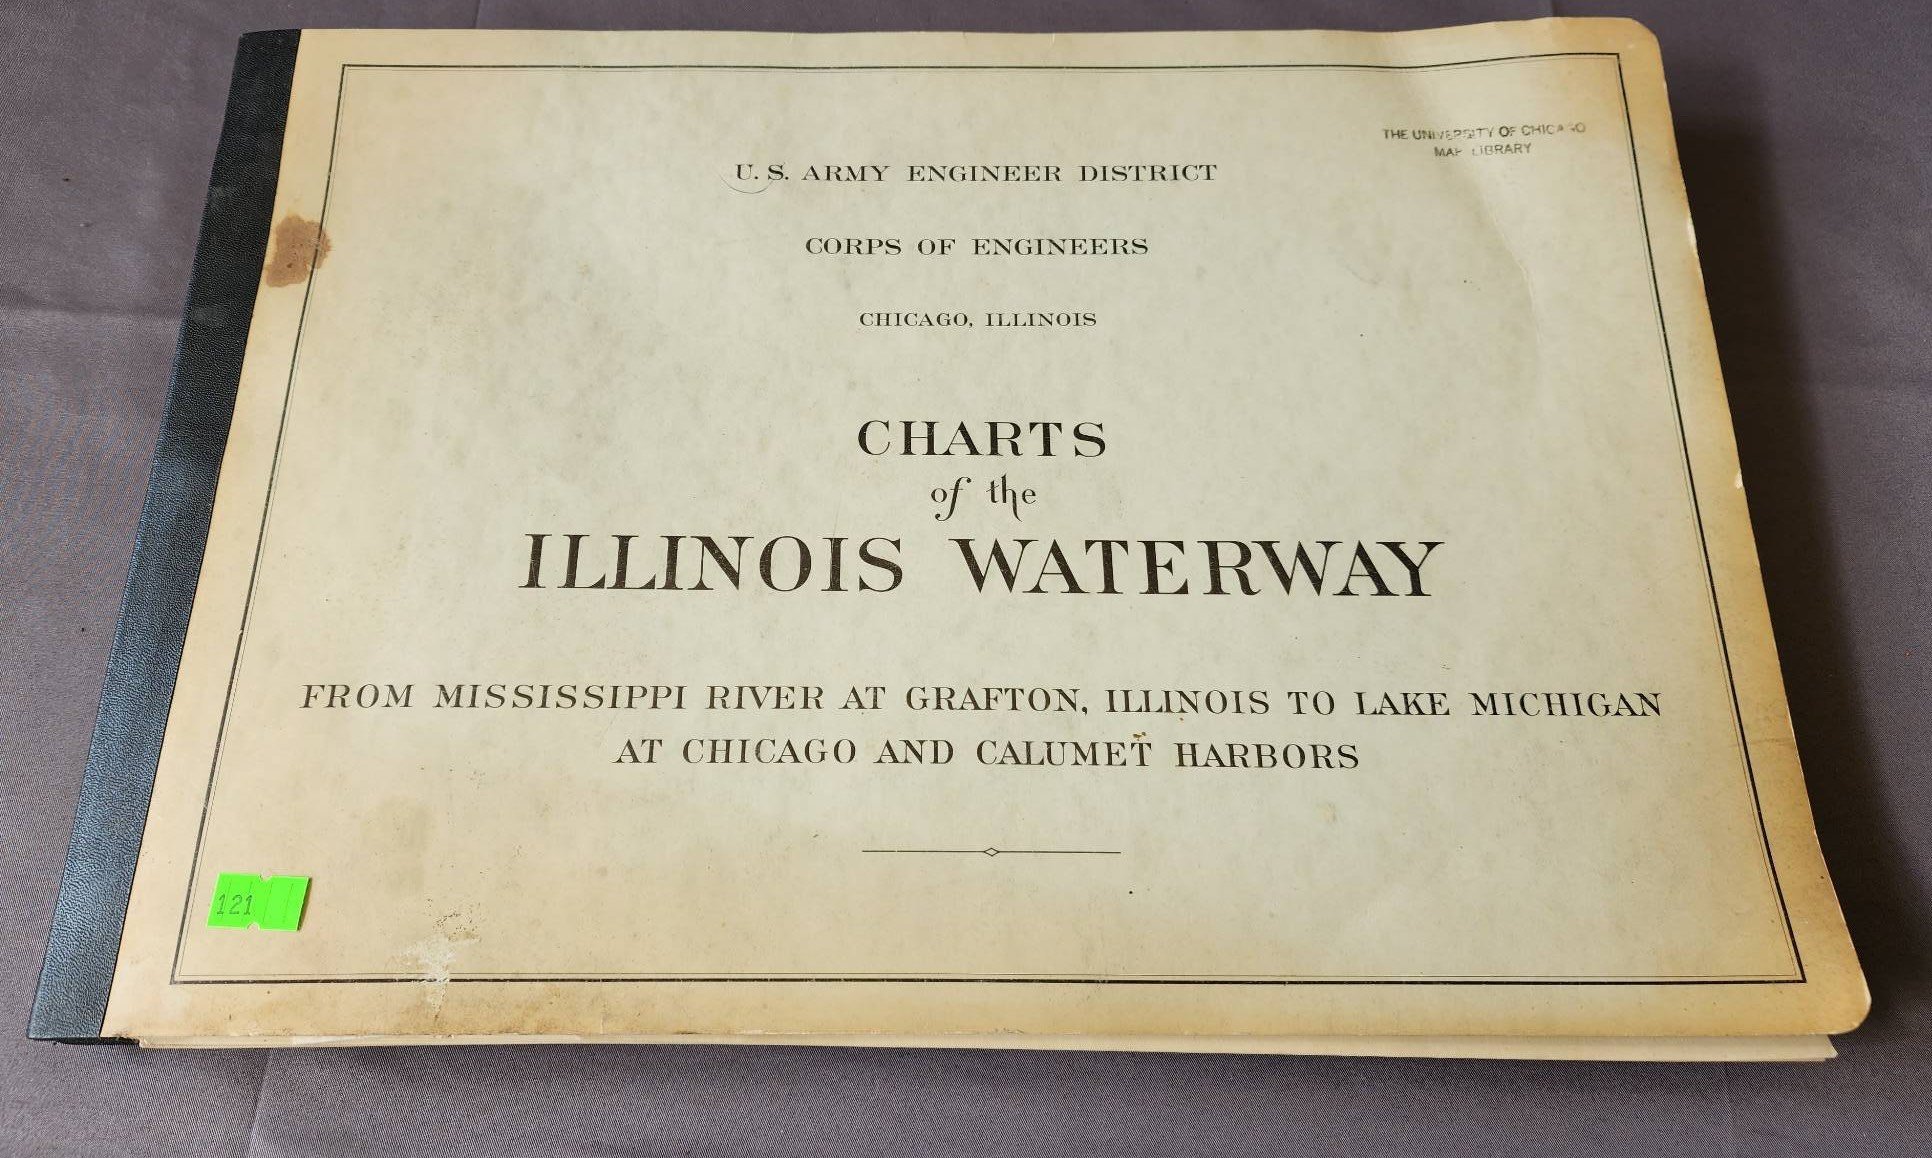 THE UNIVERSITY OF CHICAGO
MAP LIBRARY
U. S. ARMY ENGINEER DISTRICT
CORPS OF ENGINEERS
CHICAGO, ILLINOIS
CHARTS
of the
ILLINOIS WATERWAY
FROM MISSISSIPPI RIVER AT GRAFTON, ILLINOIS TO LAKE MICHIGAN
AT CHICAGO AND CALUMET HARBORS
121